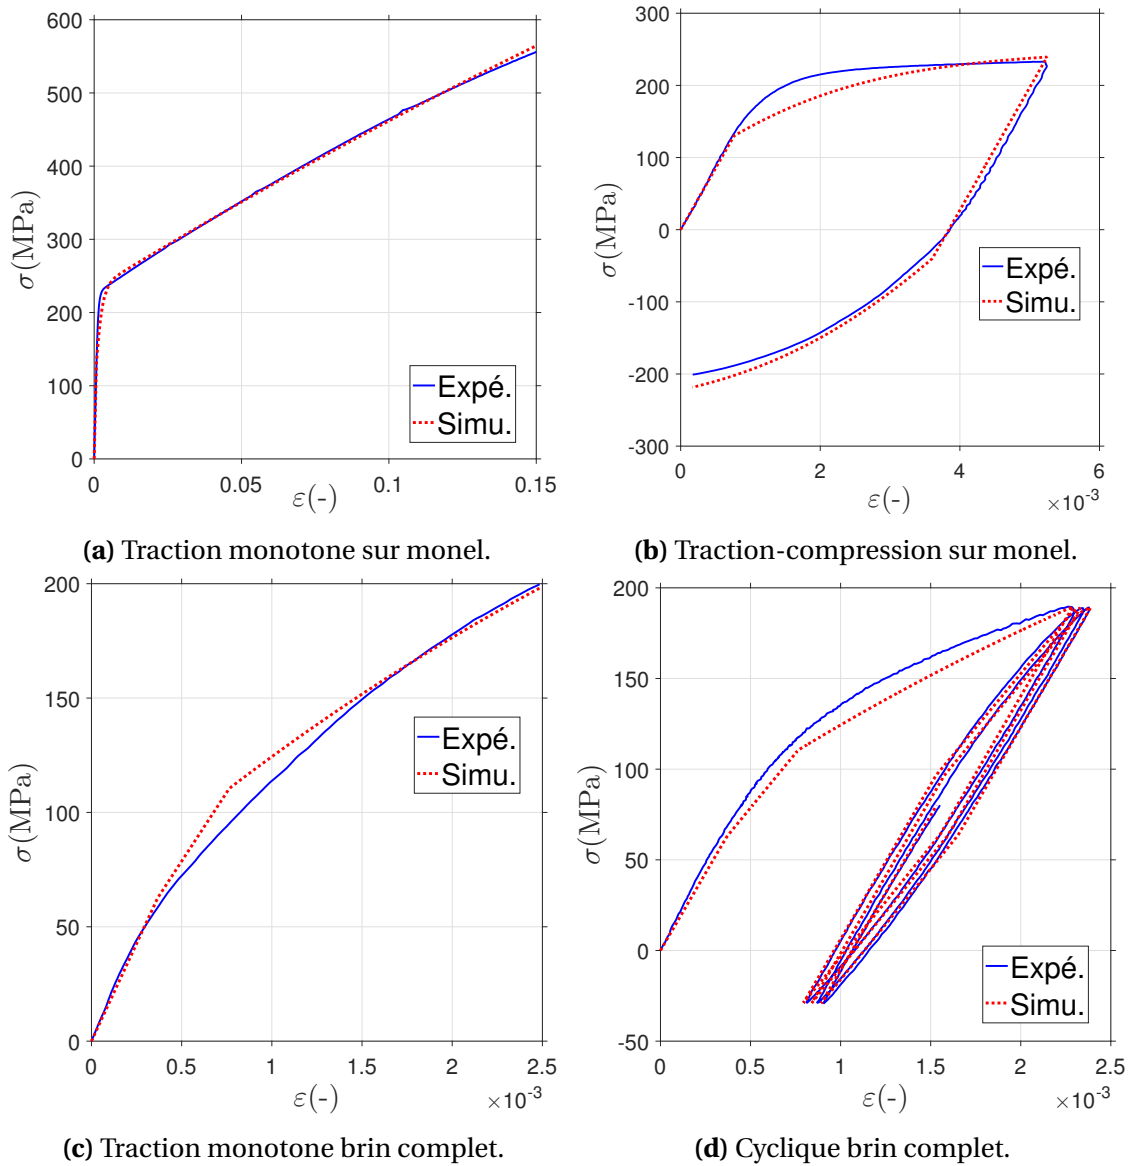 600
500
400
300
200
100
0
0
0.05
0.1
0.15
σ(MPa)
ε(-)
Expé.
Simu.
(a) Traction monotone sur monel.
300
200
100
0
-100
-200
-300
0
2
4
6
×10⁻³
σ(MPa)
ε(-)
Expé.
Simu.
(b) Traction-compression sur monel.
200
150
100
50
0
0
0.5
1
1.5
2
2.5
×10⁻³
σ(MPa)
ε(-)
Expé.
Simu.
(c) Traction monotone brin complet.
200
150
100
50
0
-50
0
0.5
1
1.5
2
2.5
×10⁻³
σ(MPa)
ε(-)
Expé.
Simu.
(d) Cyclique brin complet.